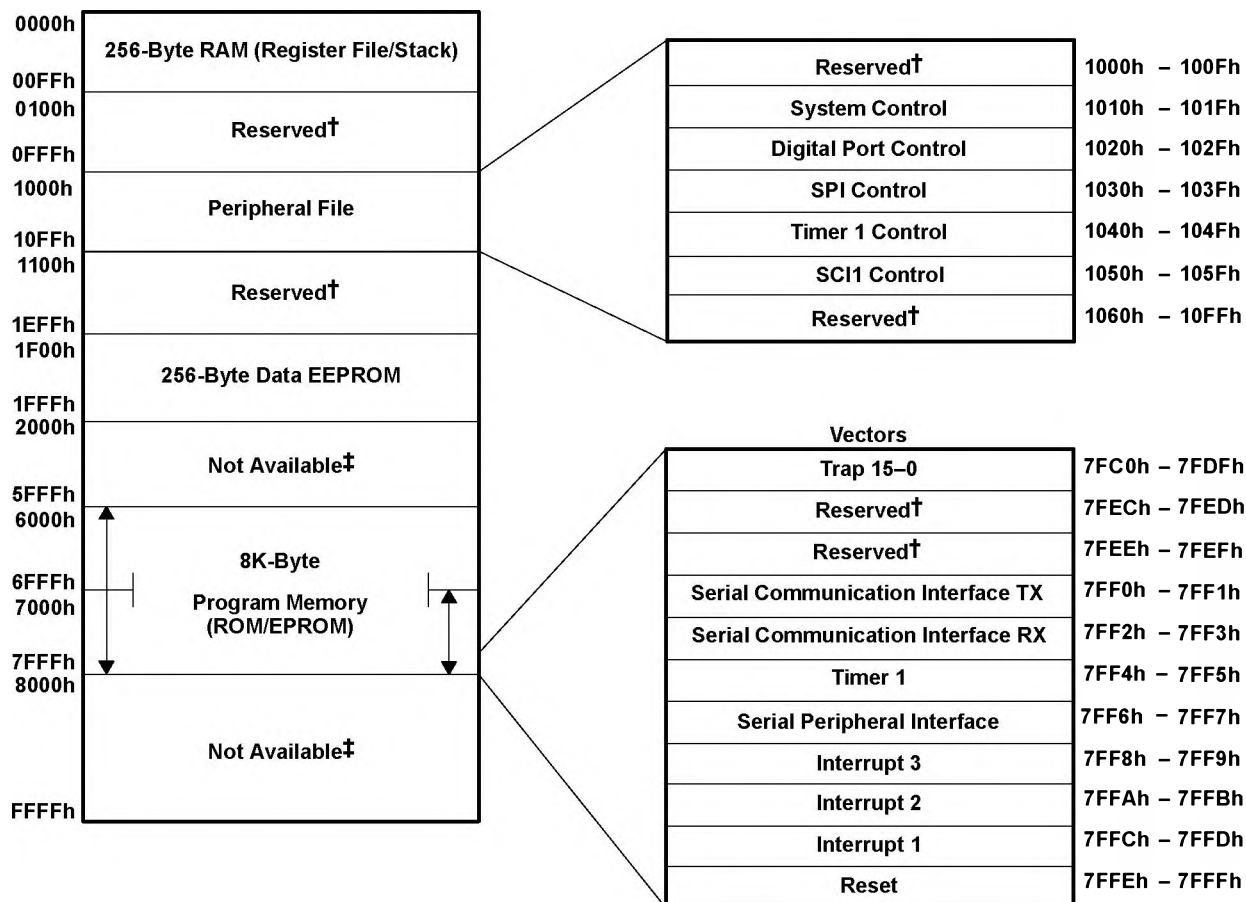 0000h
256-Byte RAM (Register File/Stack)
00FFh
0100h
Reserved†
0FFFh
1000h
Peripheral File
10FFh
1100h
Reserved†
1EFFh
1F00h
256-Byte Data EEPROM
1FFFh
2000h
Not Available‡
5FFFh
6000h
8K-Byte
6FFFh
7000h
Program Memory
(ROM/EPROM)
7FFFh
8000h
Not Available‡
FFFFh
Reserved† 1000h – 100Fh
System Control 1010h – 101Fh
Digital Port Control 1020h – 102Fh
SPI Control 1030h – 103Fh
Timer 1 Control 1040h – 104Fh
SCI1 Control 1050h – 105Fh
Reserved† 1060h – 10FFh
Vectors
Trap 15–0 7FC0h – 7FDFh
Reserved† 7FECh – 7FEDh
Reserved† 7FEEh – 7FEFh
Serial Communication Interface TX 7FF0h – 7FF1h
Serial Communication Interface RX 7FF2h – 7FF3h
Timer 1 7FF4h – 7FF5h
Serial Peripheral Interface 7FF6h – 7FF7h
Interrupt 3 7FF8h – 7FF9h
Interrupt 2 7FFAh – 7FFBh
Interrupt 1 7FFCh – 7FFDh
Reset 7FFEh – 7FFFh